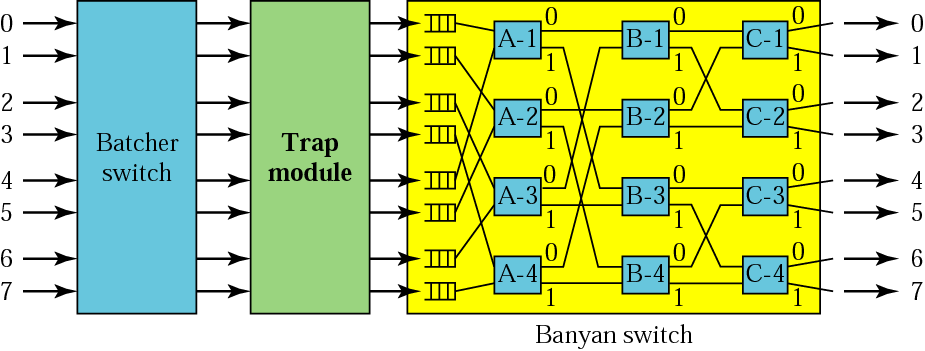 0 0 0 0 0
A-1 B-1 C-1
1 1 1 1 1
2 0 0 0 2
A-2 B-2 C-2
3 1 1 1 3
Batcher
switch
Trap
module
4 0 0 0 4
A-3 B-3 C-3
5 1 1 1 5
6 0 0 0 6
A-4 B-4 C-4
7 1 1 1 7
Banyan switch